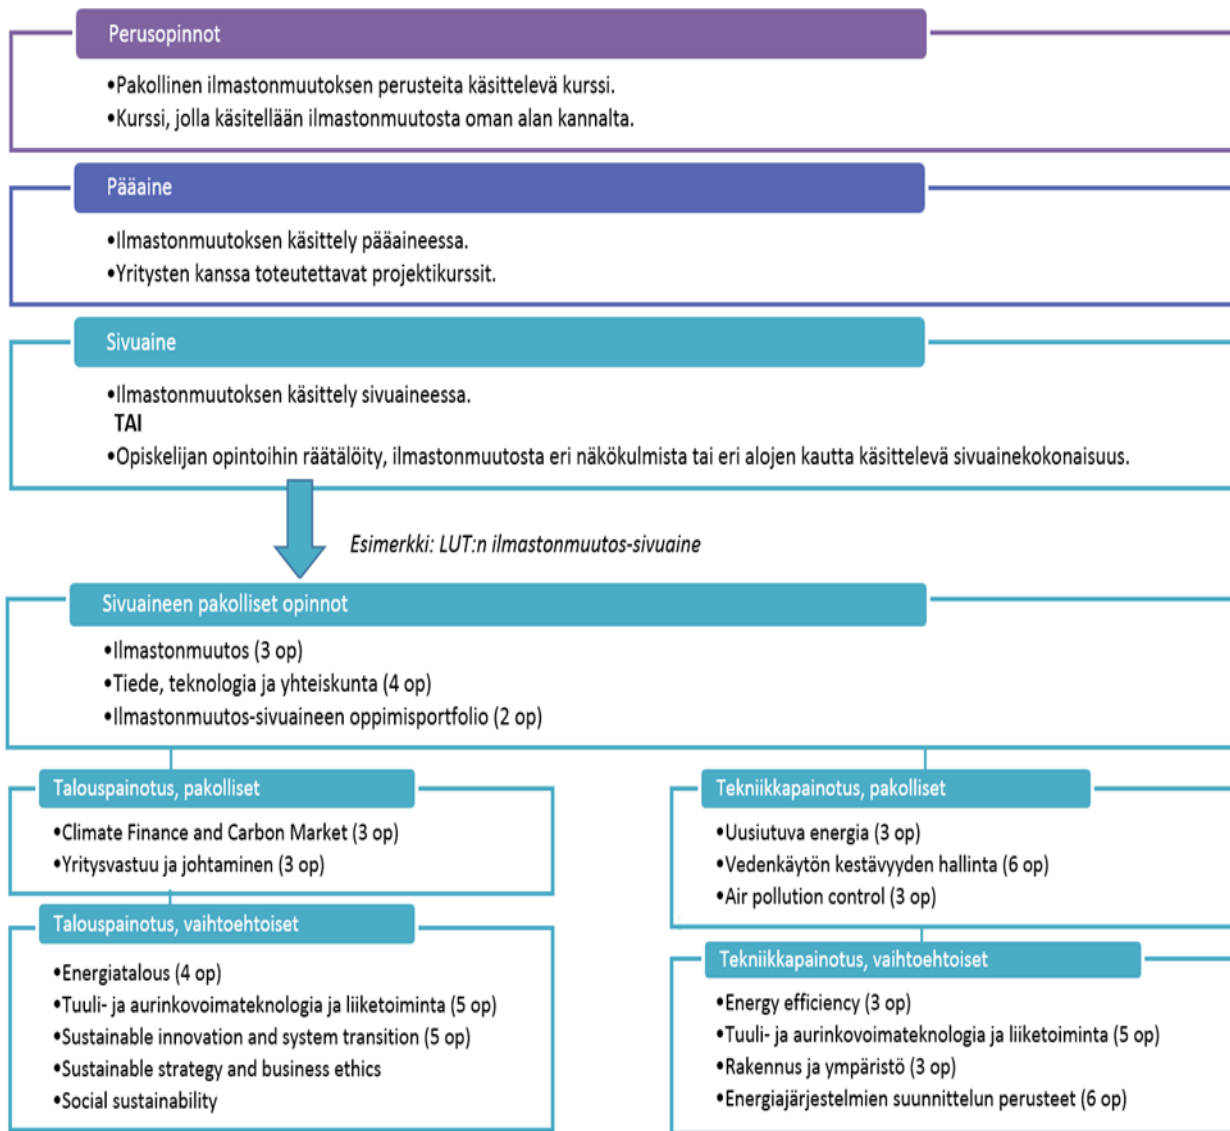 Perusopinnot
•Pakollinen ilmastonmuutoksen perusteita käsittelevä kurssi.
•Kurssi, jolla käsitellään ilmastonmuutosta oman alan kannalta.
Pääaine
•Ilmastonmuutoksen käsittely pääaineessa.
•Yritysten kanssa toteutettavat projektikurssit.
Sivuaine
•Ilmastonmuutoksen käsittely sivuaineessa.
TAI
•Opiskelijan opintoihin räätälöity, ilmastonmuutosta eri näkökulmista tai eri alojen kautta käsittelevä sivuainekokonaisuus.
Esimerkki: LUT:n ilmastonmuutos-sivuaine
Sivuaineen pakolliset opinnot
•Ilmastonmuutos (3 op)
•Tiede, teknologia ja yhteiskunta (4 op)
•Ilmastonmuutos-sivuaineen oppimisportfolio (2 op)
Talouspainotus, pakolliset
•Climate Finance and Carbon Market (3 op)
•Yritysvastuu ja johtaminen (3 op)
Talouspainotus, vaihtoehtoiset
•Energiatalous (4 op)
•Tuuli- ja aurinkovoimateknologia ja liiketoiminta (5 op)
•Sustainable innovation and system transition (5 op)
•Sustainable strategy and business ethics
•Social sustainability
Tekniikkapainotus, pakolliset
•Uusiutuva energia (3 op)
•Vedenkäytön kestävyyden hallinta (6 op)
•Air pollution control (3 op)
Tekniikkapainotus, vaihtoehtoiset
•Energy efficiency (3 op)
•Tuuli- ja aurinkovoimateknologia ja liiketoiminta (5 op)
•Rakennus ja ympäristö (3 op)
•Energiajärjestelmien suunnittelun perusteet (6 op)